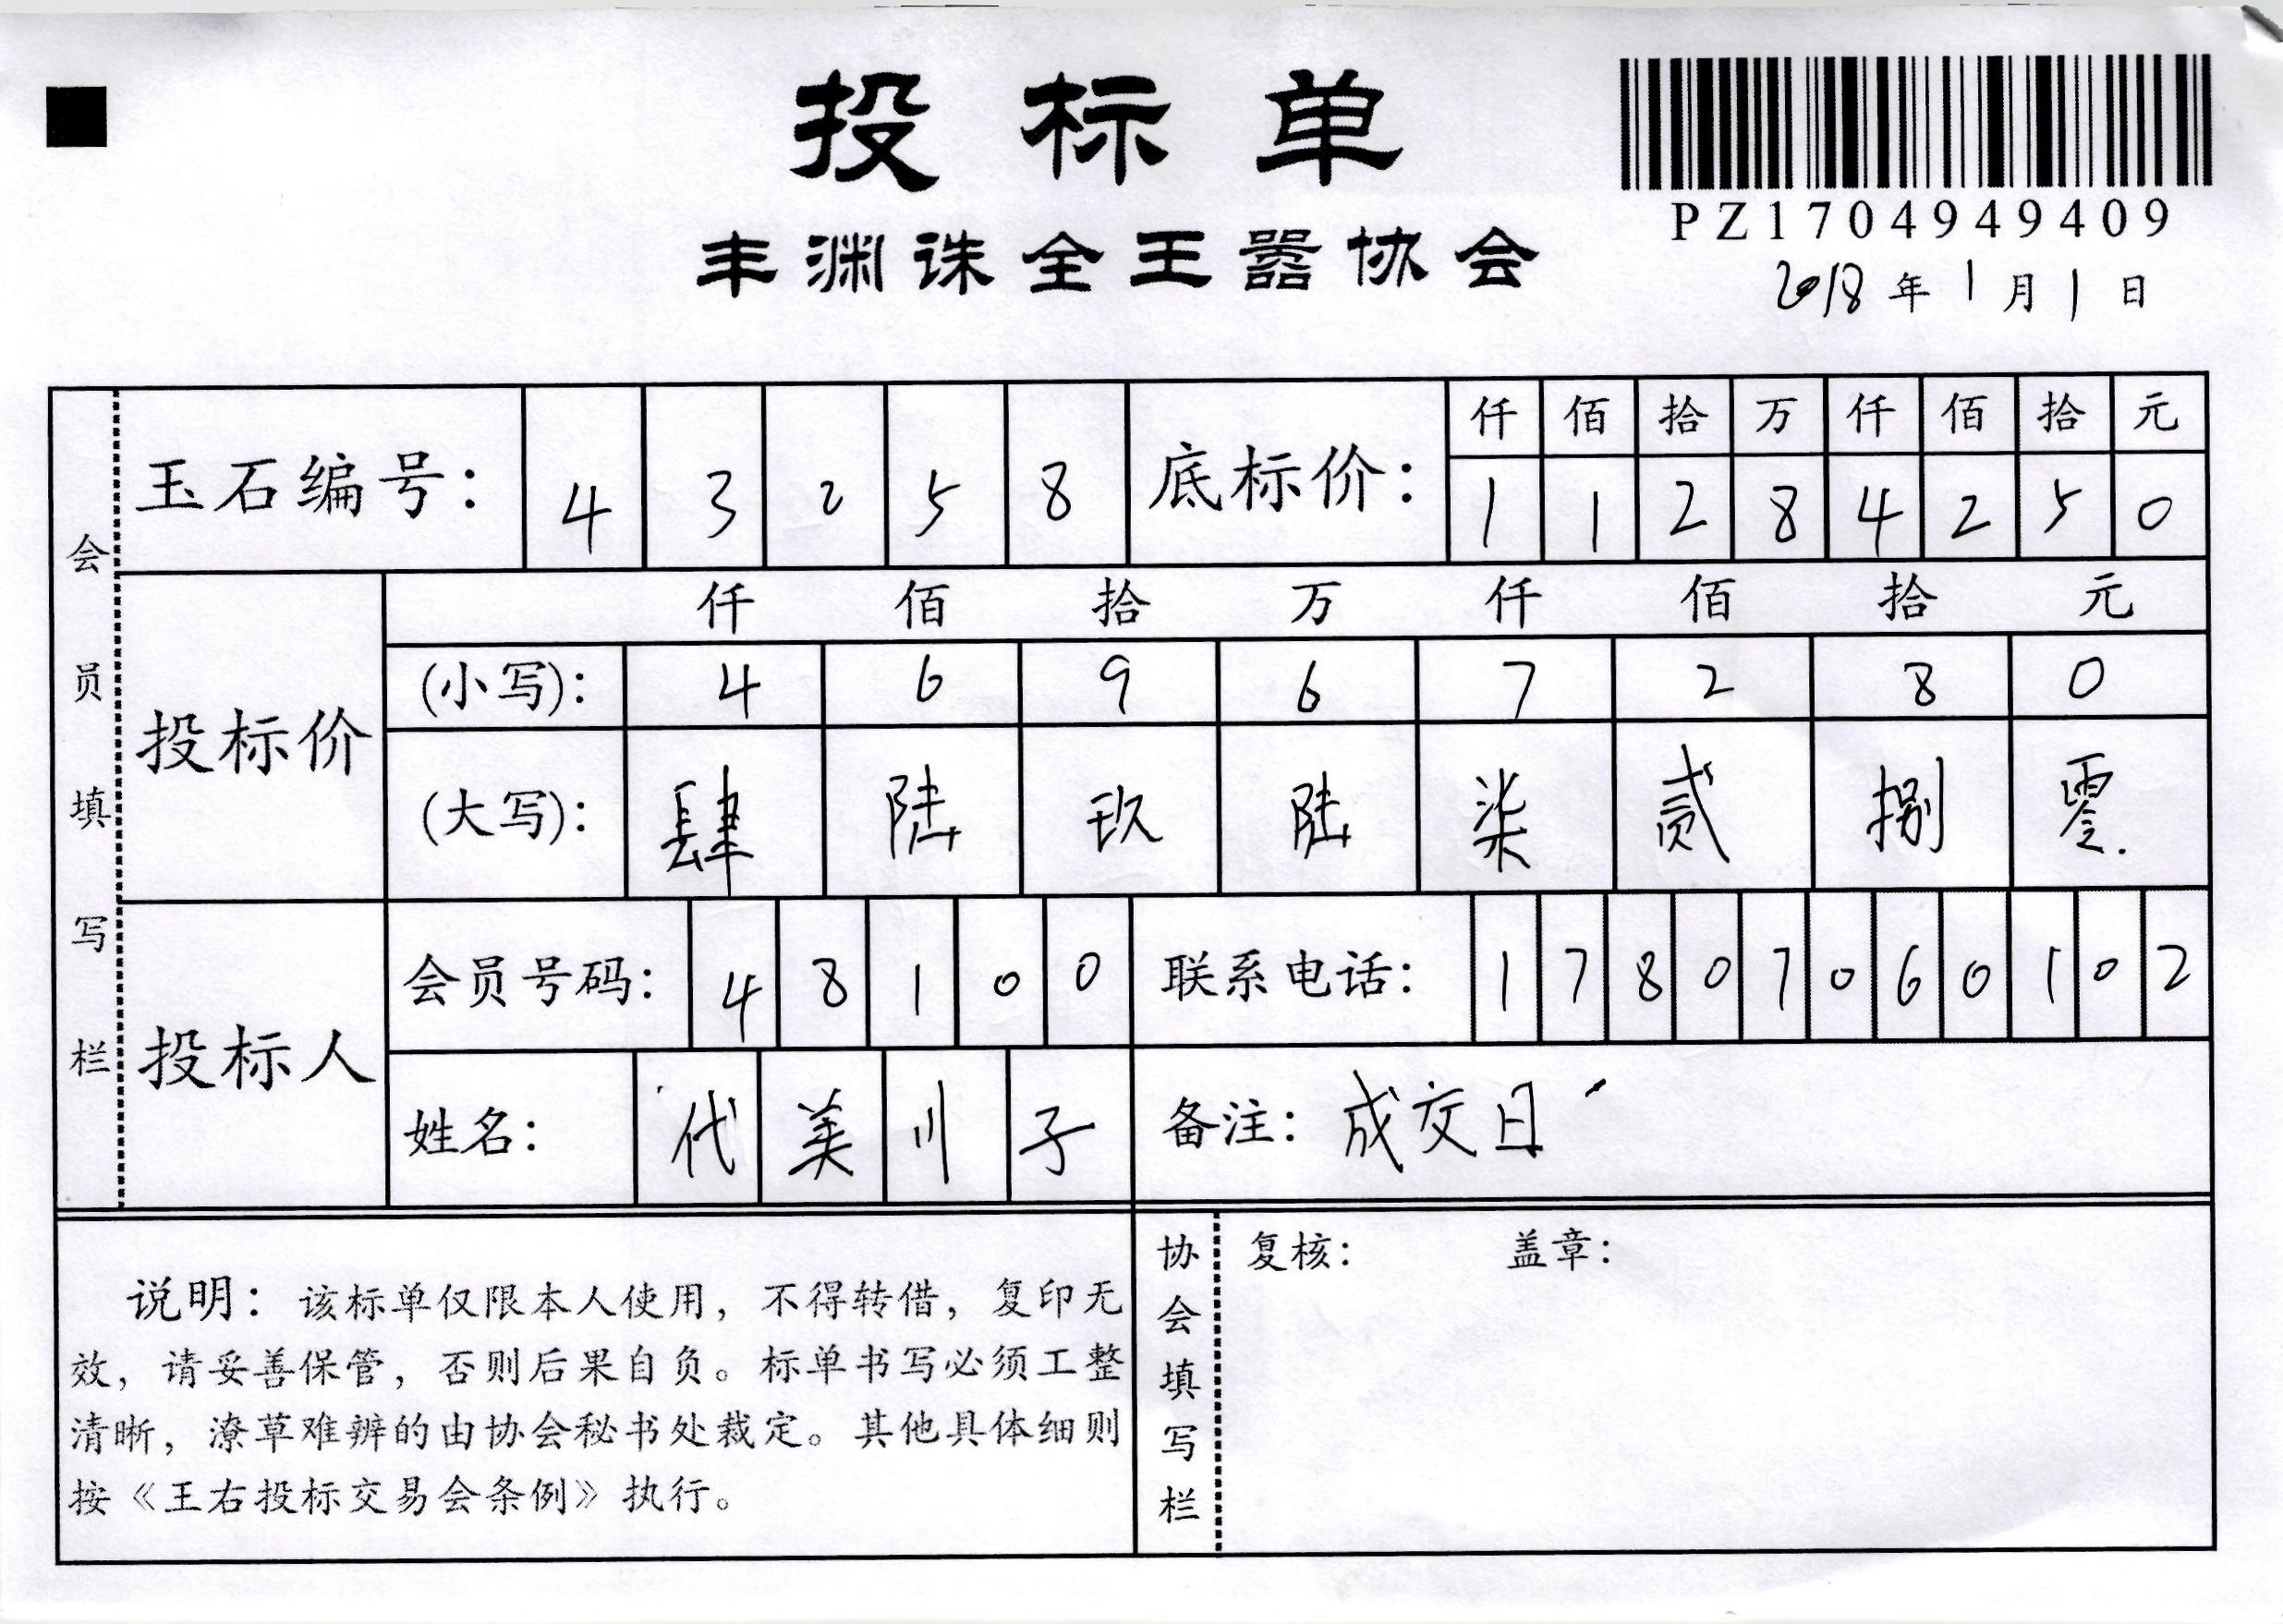 投标单
PZ1704949409
丰渊诛全王嚣协会
2018年1月1日
会员填写栏
玉石编号: 4 3 2 5 8
底标价: 仟 佰 拾 万 仟 佰 拾 元
1 1 2 8 4 2 5 0
投标价
仟 佰 拾 万 仟 佰 拾 元
(小写): 4 6 9 6 7 2 8 0
(大写): 肆 陆 玖 陆 柒 贰 捌 零
投标人
会员号码: 4 8 1 0 0
联系电话: 1 7 8 0 7 0 6 0 1 0 2
姓名: 代 美 川 子
备注: 成交日
说明: 该标单仅限本人使用，不得转借，复印无
效，请妥善保管，否则后果自负。标单书写必须工整
清晰，潦草难辨的由协会秘书处裁定。其他具体细则
按《王右投标交易会条例》执行。
协会填写栏
复核: 盖章: